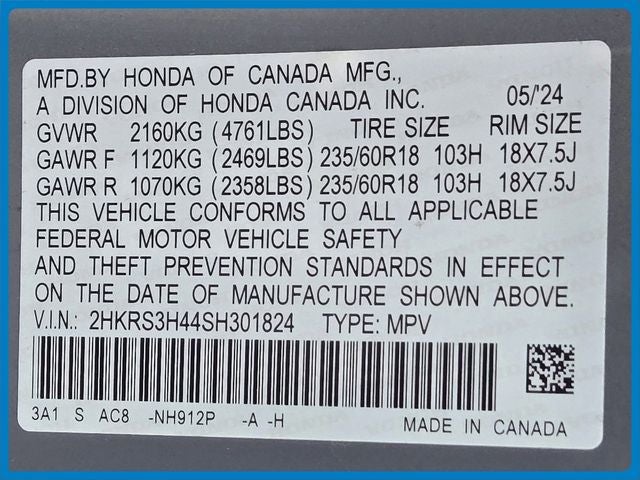 MFD.BY HONDA OF CANADA MFG.,
A DIVISION OF HONDA CANADA INC. 05/'24
GVWR 2160KG (4761LBS) TIRE SIZE RIM SIZE
GAWR F 1120KG (2469LBS) 235/60R18 103H 18X7.5J
GAWR R 1070KG (2358LBS) 235/60R18 103H 18X7.5J
THIS VEHICLE CONFORMS TO ALL APPLICABLE
FEDERAL MOTOR VEHICLE SAFETY
AND THEFT PREVENTION STANDARDS IN EFFECT
ON THE DATE OF MANUFACTURE SHOWN ABOVE.
V.I.N.: 2HKRS3H44SH301824 TYPE: MPV
3A1 S AC8 -NH912P -A -H
MADE IN CANADA